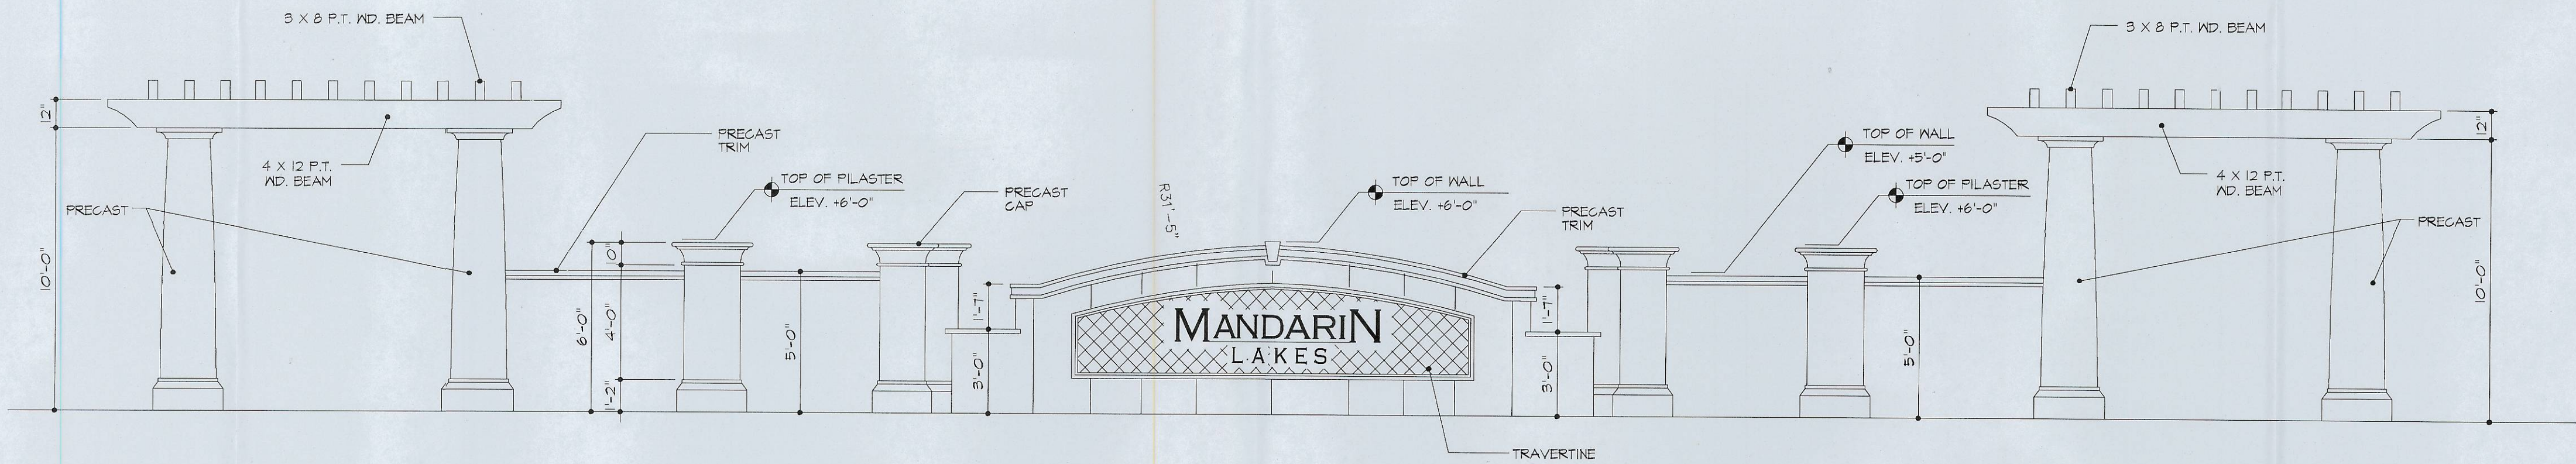 3 X 8 P.T. WD. BEAM
12"
4 X 12 P.T.
WD. BEAM
PRECAST
10'-0"
PRECAST
TRIM
TOP OF PILASTER
ELEV. +6'-0"
PRECAST
CAP
6'-0"
10"
4'-0"
1'-2"
5'-0"
1'-7"
3'-0"
R31'-5"
TOP OF WALL
ELEV. +6'-0"
PRECAST
TRIM
MANDARIN
LAKES
TRAVERTINE
1'-7"
3'-0"
TOP OF WALL
ELEV. +5'-0"
TOP OF PILASTER
ELEV. +6'-0"
5'-0"
3 X 8 P.T. WD. BEAM
4 X 12 P.T.
WD. BEAM
PRECAST
12"
10'-0"